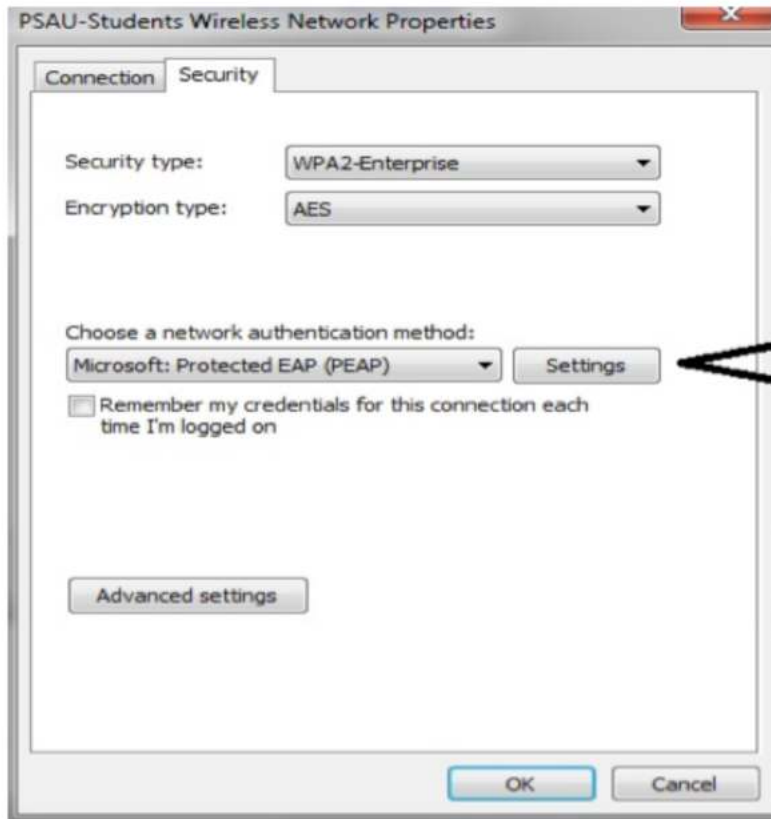 PSAU-Students Wireless Network Properties
Connection
Security
Security type:
WPA2-Enterprise
Encryption type:
AES
Choose a network authentication method:
Microsoft: Protected EAP (PEAP)
Settings
Remember my credentials for this connection each
time I'm logged on
Advanced settings
OK
Cancel